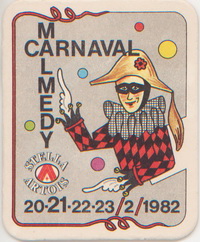 MALMEDY
CARNAVAL
STELLA
ARTOIS
20-21-22-23/2/1982